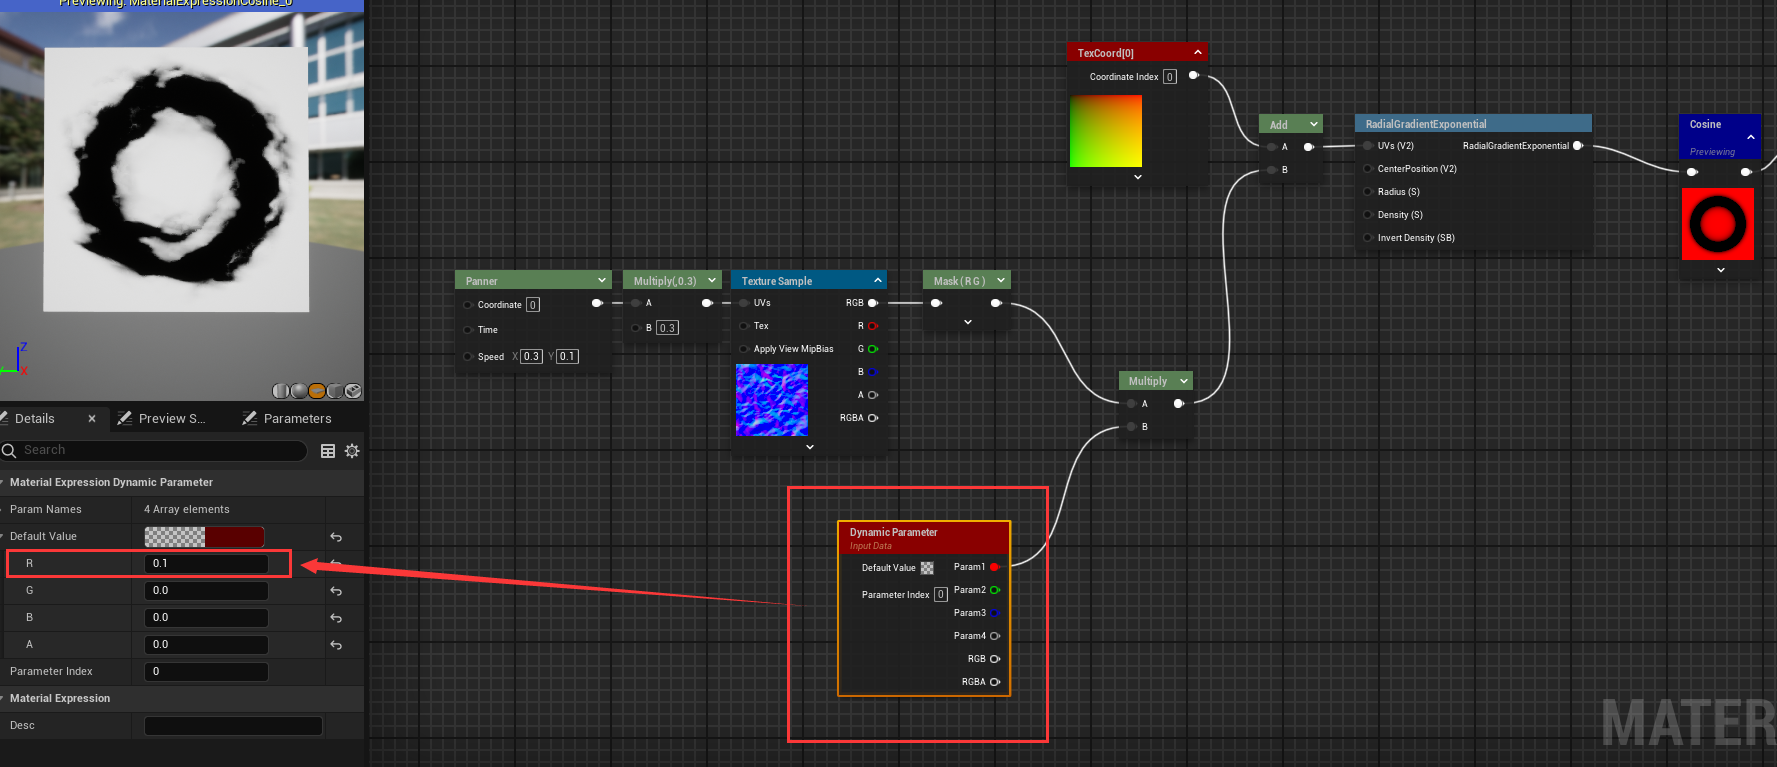 Previewing: MaterialExpressionCosine_0
Z
X
Details
Preview S...
Parameters
Search
Material Expression Dynamic Parameter
Param Names 4 Array elements
Default Value
R 0.1
G 0.0
B 0.0
A 0.0
Parameter Index 0
Material Expression
Desc
TexCoord[0]
Coordinate Index 0
Add
A
B
RadialGradientExponential
UVs (V2) RadialGradientExponential
CenterPosition (V2)
Radius (S)
Density (S)
Invert Density (SB)
Cosine
Previewing
Panner
Coordinate 0
Time
Speed X 0.3 Y 0.1
Multiply(,0.3)
A
B 0.3
Texture Sample
UVs RGB
Tex R
Apply View MipBias G
B
A
RGBA
Mask ( R G )
Multiply
A
B
Dynamic Parameter
Input Data
Default Value Param1
Param2
Parameter Index 0
Param3
Param4
RGB
RGBA
MATER